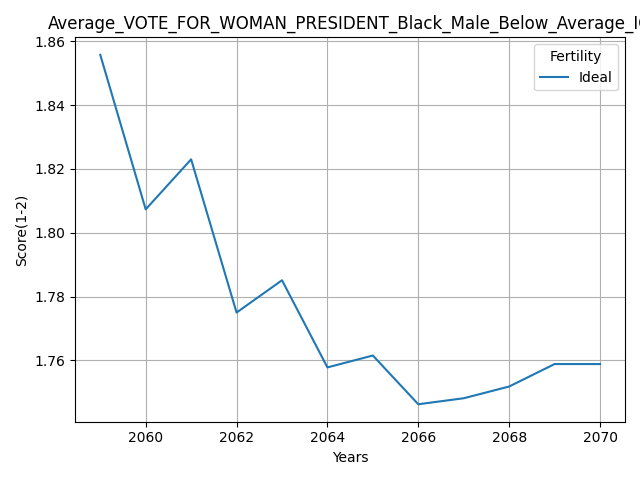 Average_VOTE_FOR_WOMAN_PRESIDENT_Black_Male_Below_Average_IQ
1.86
1.84
1.82
1.80
1.78
1.76
Score(1-2)
Fertility
Ideal
2060 2062 2064 2066 2068 2070
Years